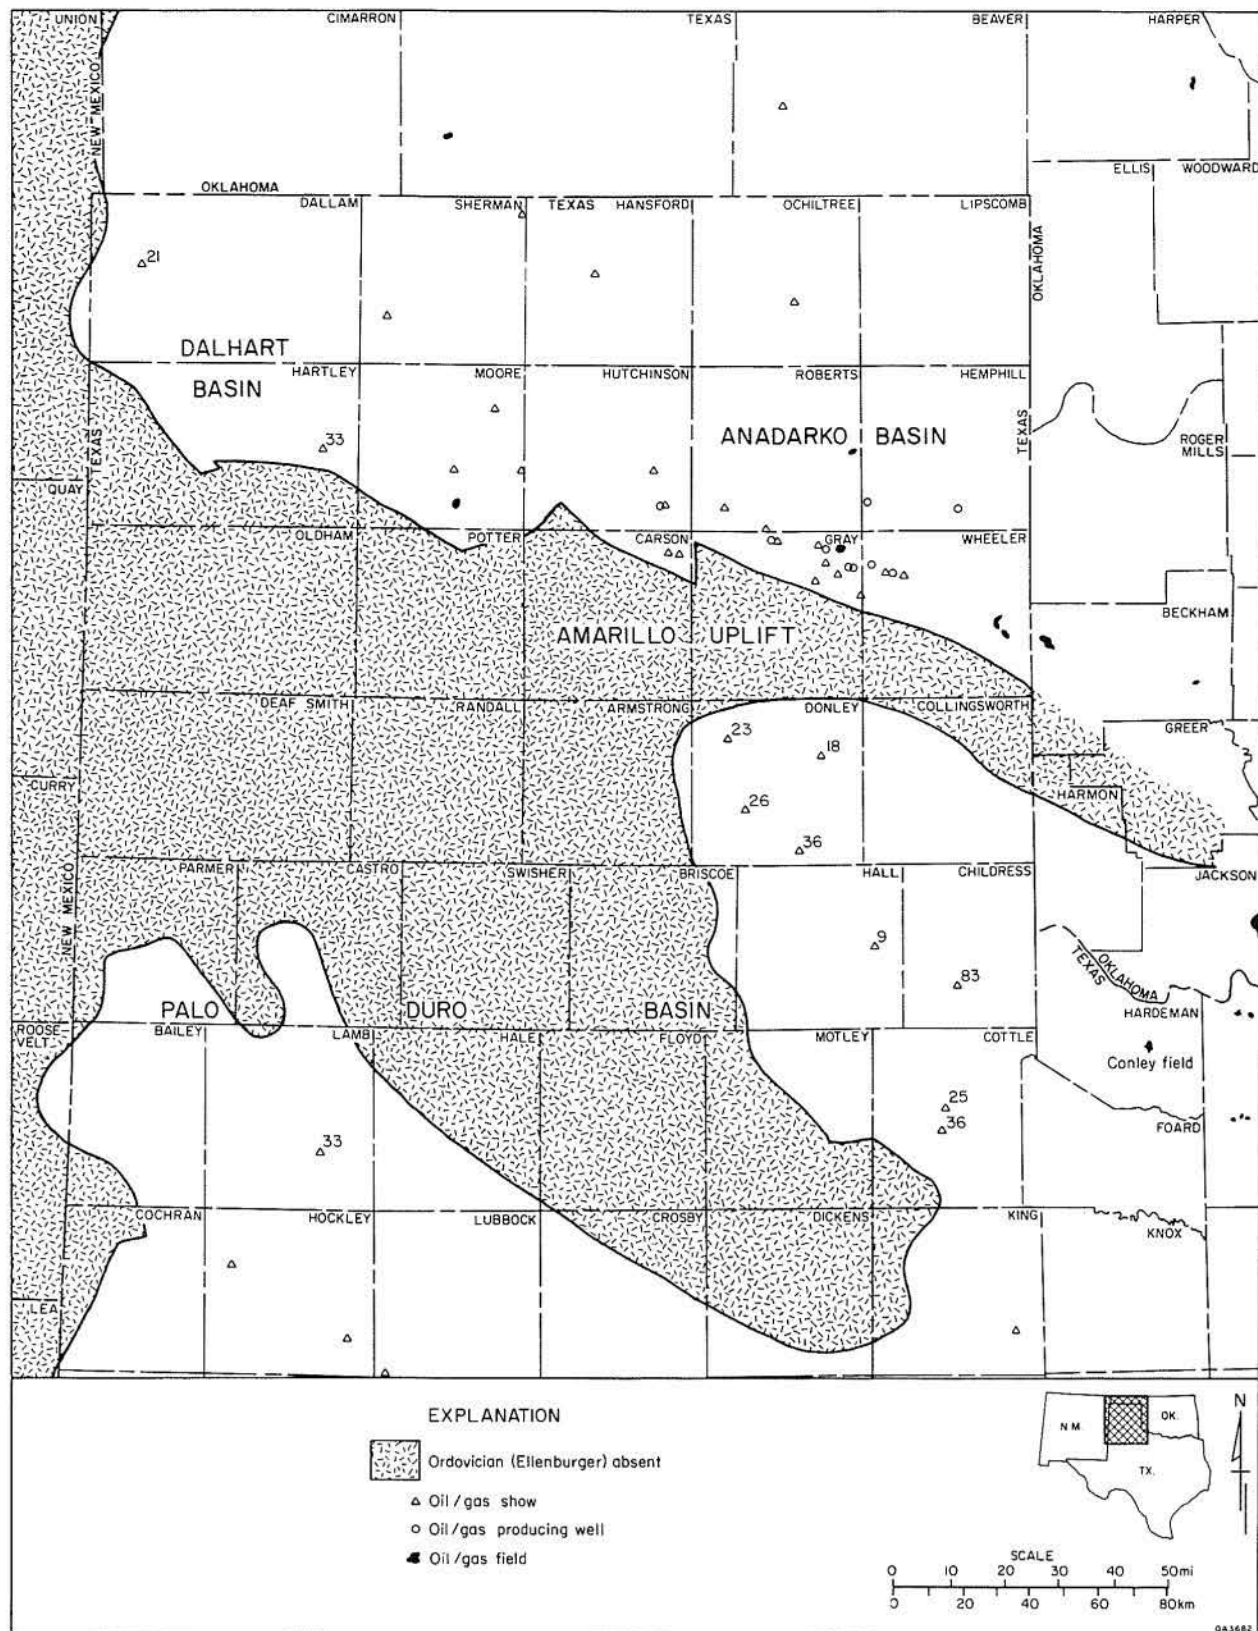 UNION
CIMARRON
TEXAS
BEAVER
HARPER
NEW MEXICO
ELLIS
WOODWARD
OKLAHOMA
DALLAM
SHERMAN
TEXAS
HANSFORD
OCHILTREE
LIPSCOMB
OKLAHOMA
21
DALHART
BASIN
HARTLEY
MOORE
HUTCHINSON
ROBERTS
HEMPHILL
TEXAS
TEXAS
33
ANADARKO BASIN
ROGER
MILLS
QUAY
OLDHAM
POTTER
CARSON
GRAY
WHEELER
BECKHAM
AMARILLO UPLIFT
DEAF SMITH
RANDALL
ARMSTRONG
DONLEY
COLLINGSWORTH
GREER
23
18
CURRY
HARMON
26
36
PARMER
CASTRO
SWISHER
BRISCOE
HALL
CHILDRESS
JACKSON
NEW MEXICO
9
83
OKLAHOMA
TEXAS
PALO DURO BASIN
HARDEMAN
ROOSE-
VELT
BAILEY
LAMB
HALE
FLOYD
MOTLEY
COTTLE
Conley field
25
36
FOARD
33
COCHRAN
HOCKLEY
LUBBOCK
CROSBY
DICKENS
KING
KNOX
LEA
EXPLANATION
Ordovician (Ellenburger) absent
Oil/gas show
Oil/gas producing well
Oil/gas field
N M
OK.
TX.
N
SCALE
0 10 20 30 40 50mi
0 20 40 60 80km
QA3682